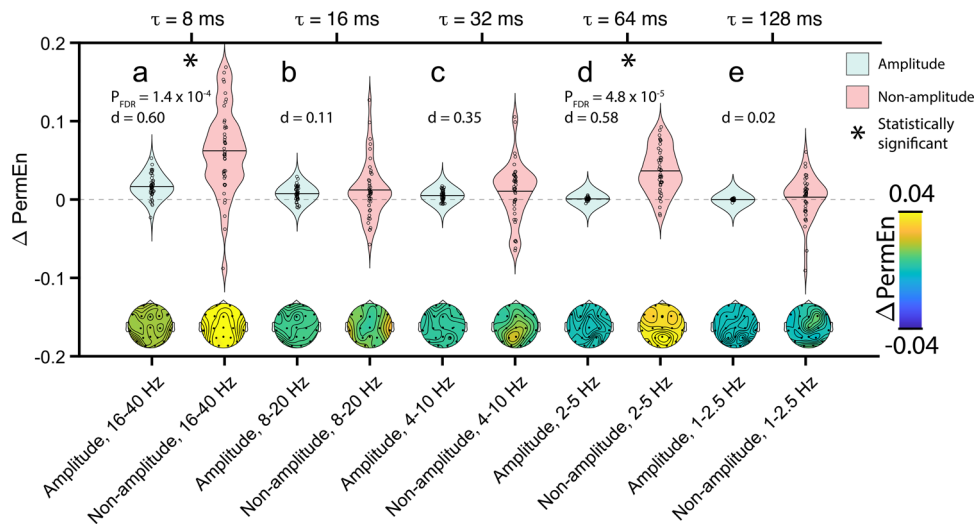 τ = 8 ms τ = 16 ms τ = 32 ms τ = 64 ms τ = 128 ms
0.2
0.1
0
-0.1
-0.2
Δ PermEn
a * b c d * e
P_FDR = 1.4 x 10^-4
d = 0.60
d = 0.11
d = 0.35
P_FDR = 4.8 x 10^-5
d = 0.58
d = 0.02
Amplitude
Non-amplitude
* Statistically
significant
0.04
ΔPermEn
-0.04
Amplitude, 16-40 Hz
Non-amplitude, 16-40 Hz
Amplitude, 8-20 Hz
Non-amplitude, 8-20 Hz
Amplitude, 4-10 Hz
Non-amplitude, 4-10 Hz
Amplitude, 2-5 Hz
Non-amplitude, 2-5 Hz
Amplitude, 1-2.5 Hz
Non-amplitude, 1-2.5 Hz